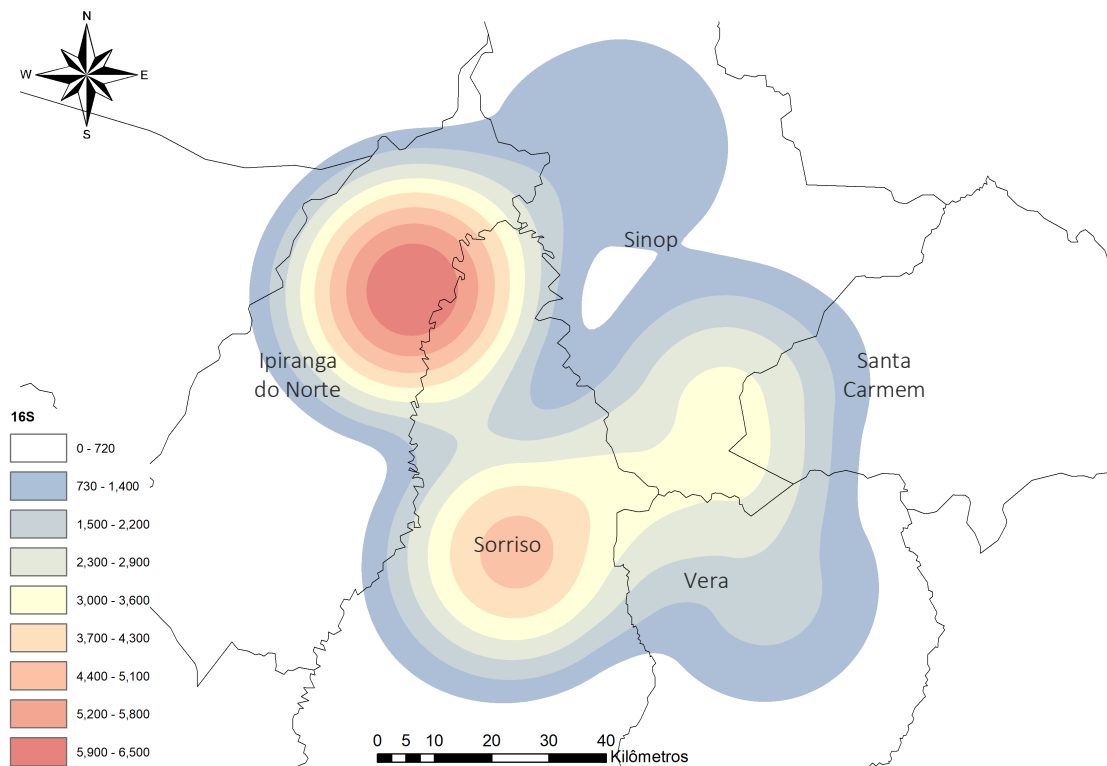 N
W E
S
Sinop
Ipiranga
do Norte
Santa
Carmem
Sorriso
Vera
16S
0 - 720
730 - 1,400
1,500 - 2,200
2,300 - 2,900
3,000 - 3,600
3,700 - 4,300
4,400 - 5,100
5,200 - 5,800
5,900 - 6,500
0 5 10 20 30 40
Kilômetros